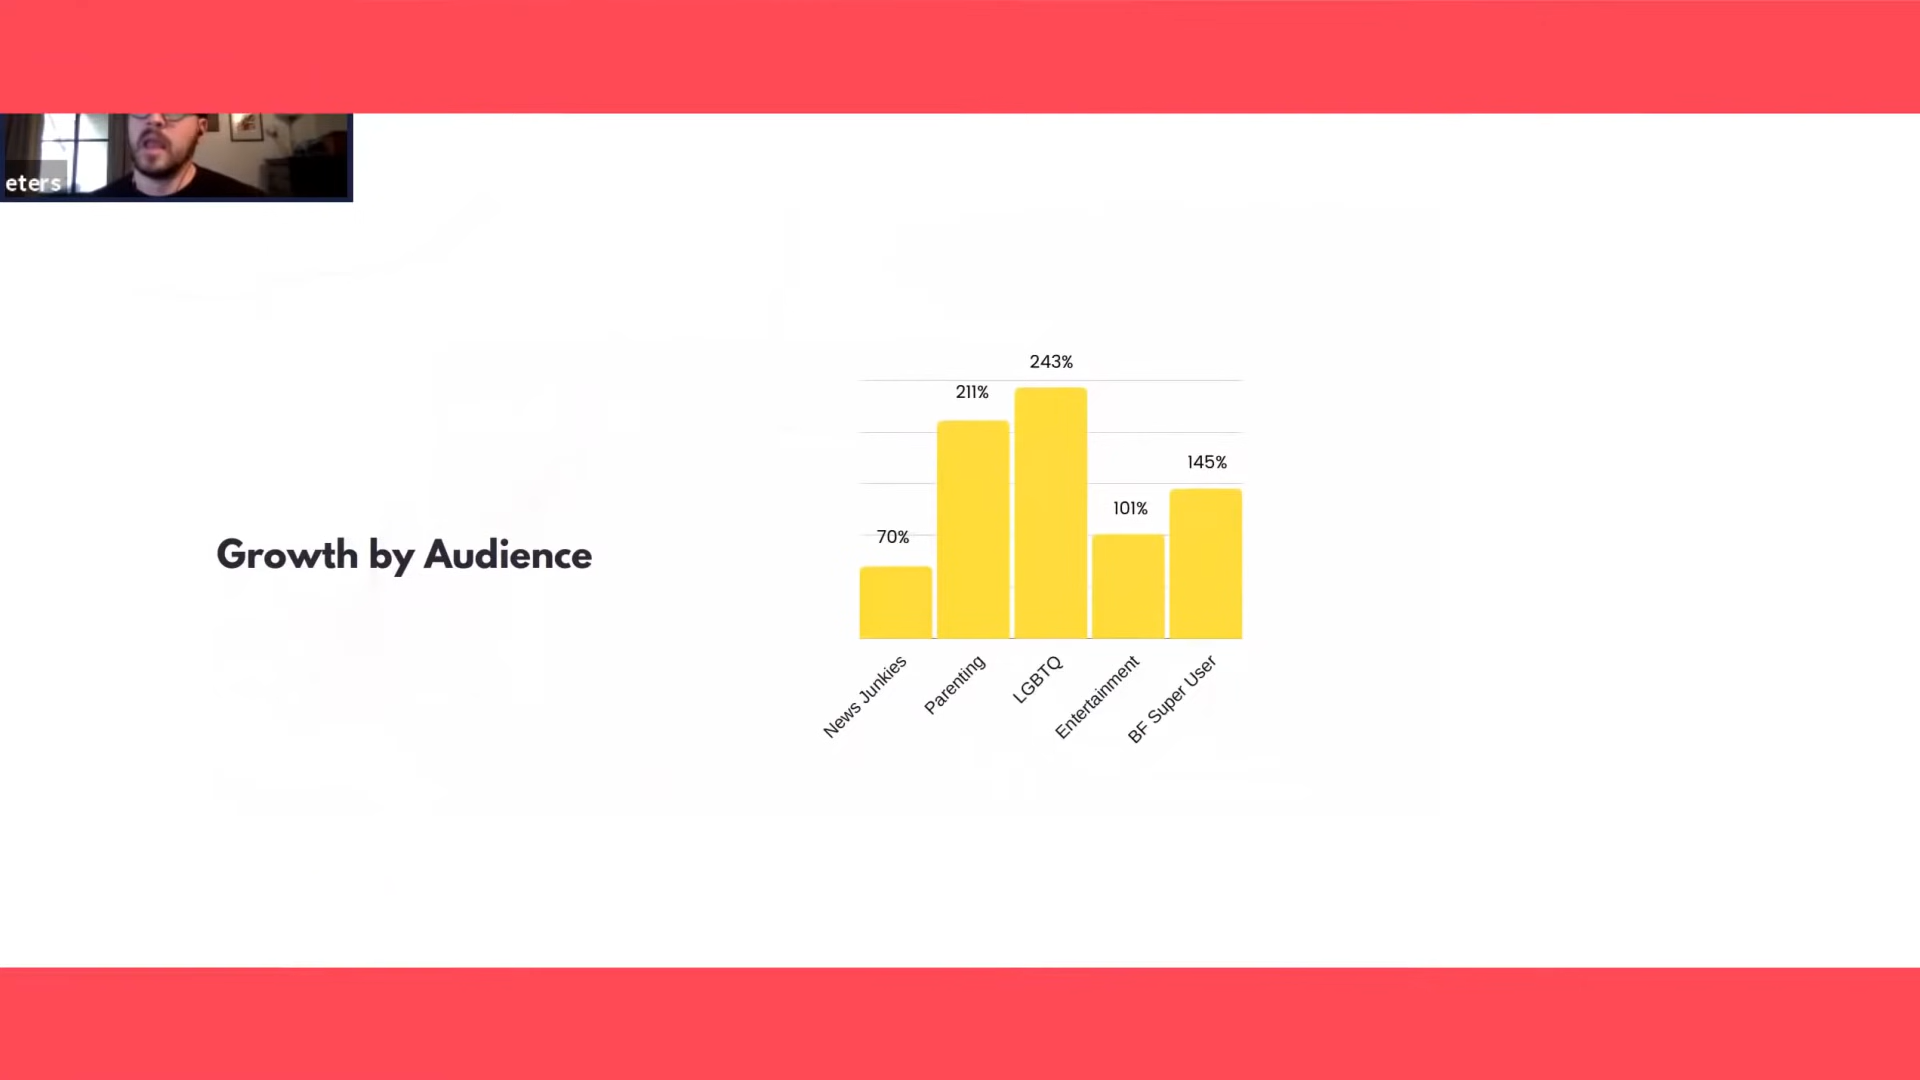 eters
Growth by Audience
243%
211%
145%
101%
70%
News Junkies
Parenting
LGBTQ
Entertainment
BF Super User